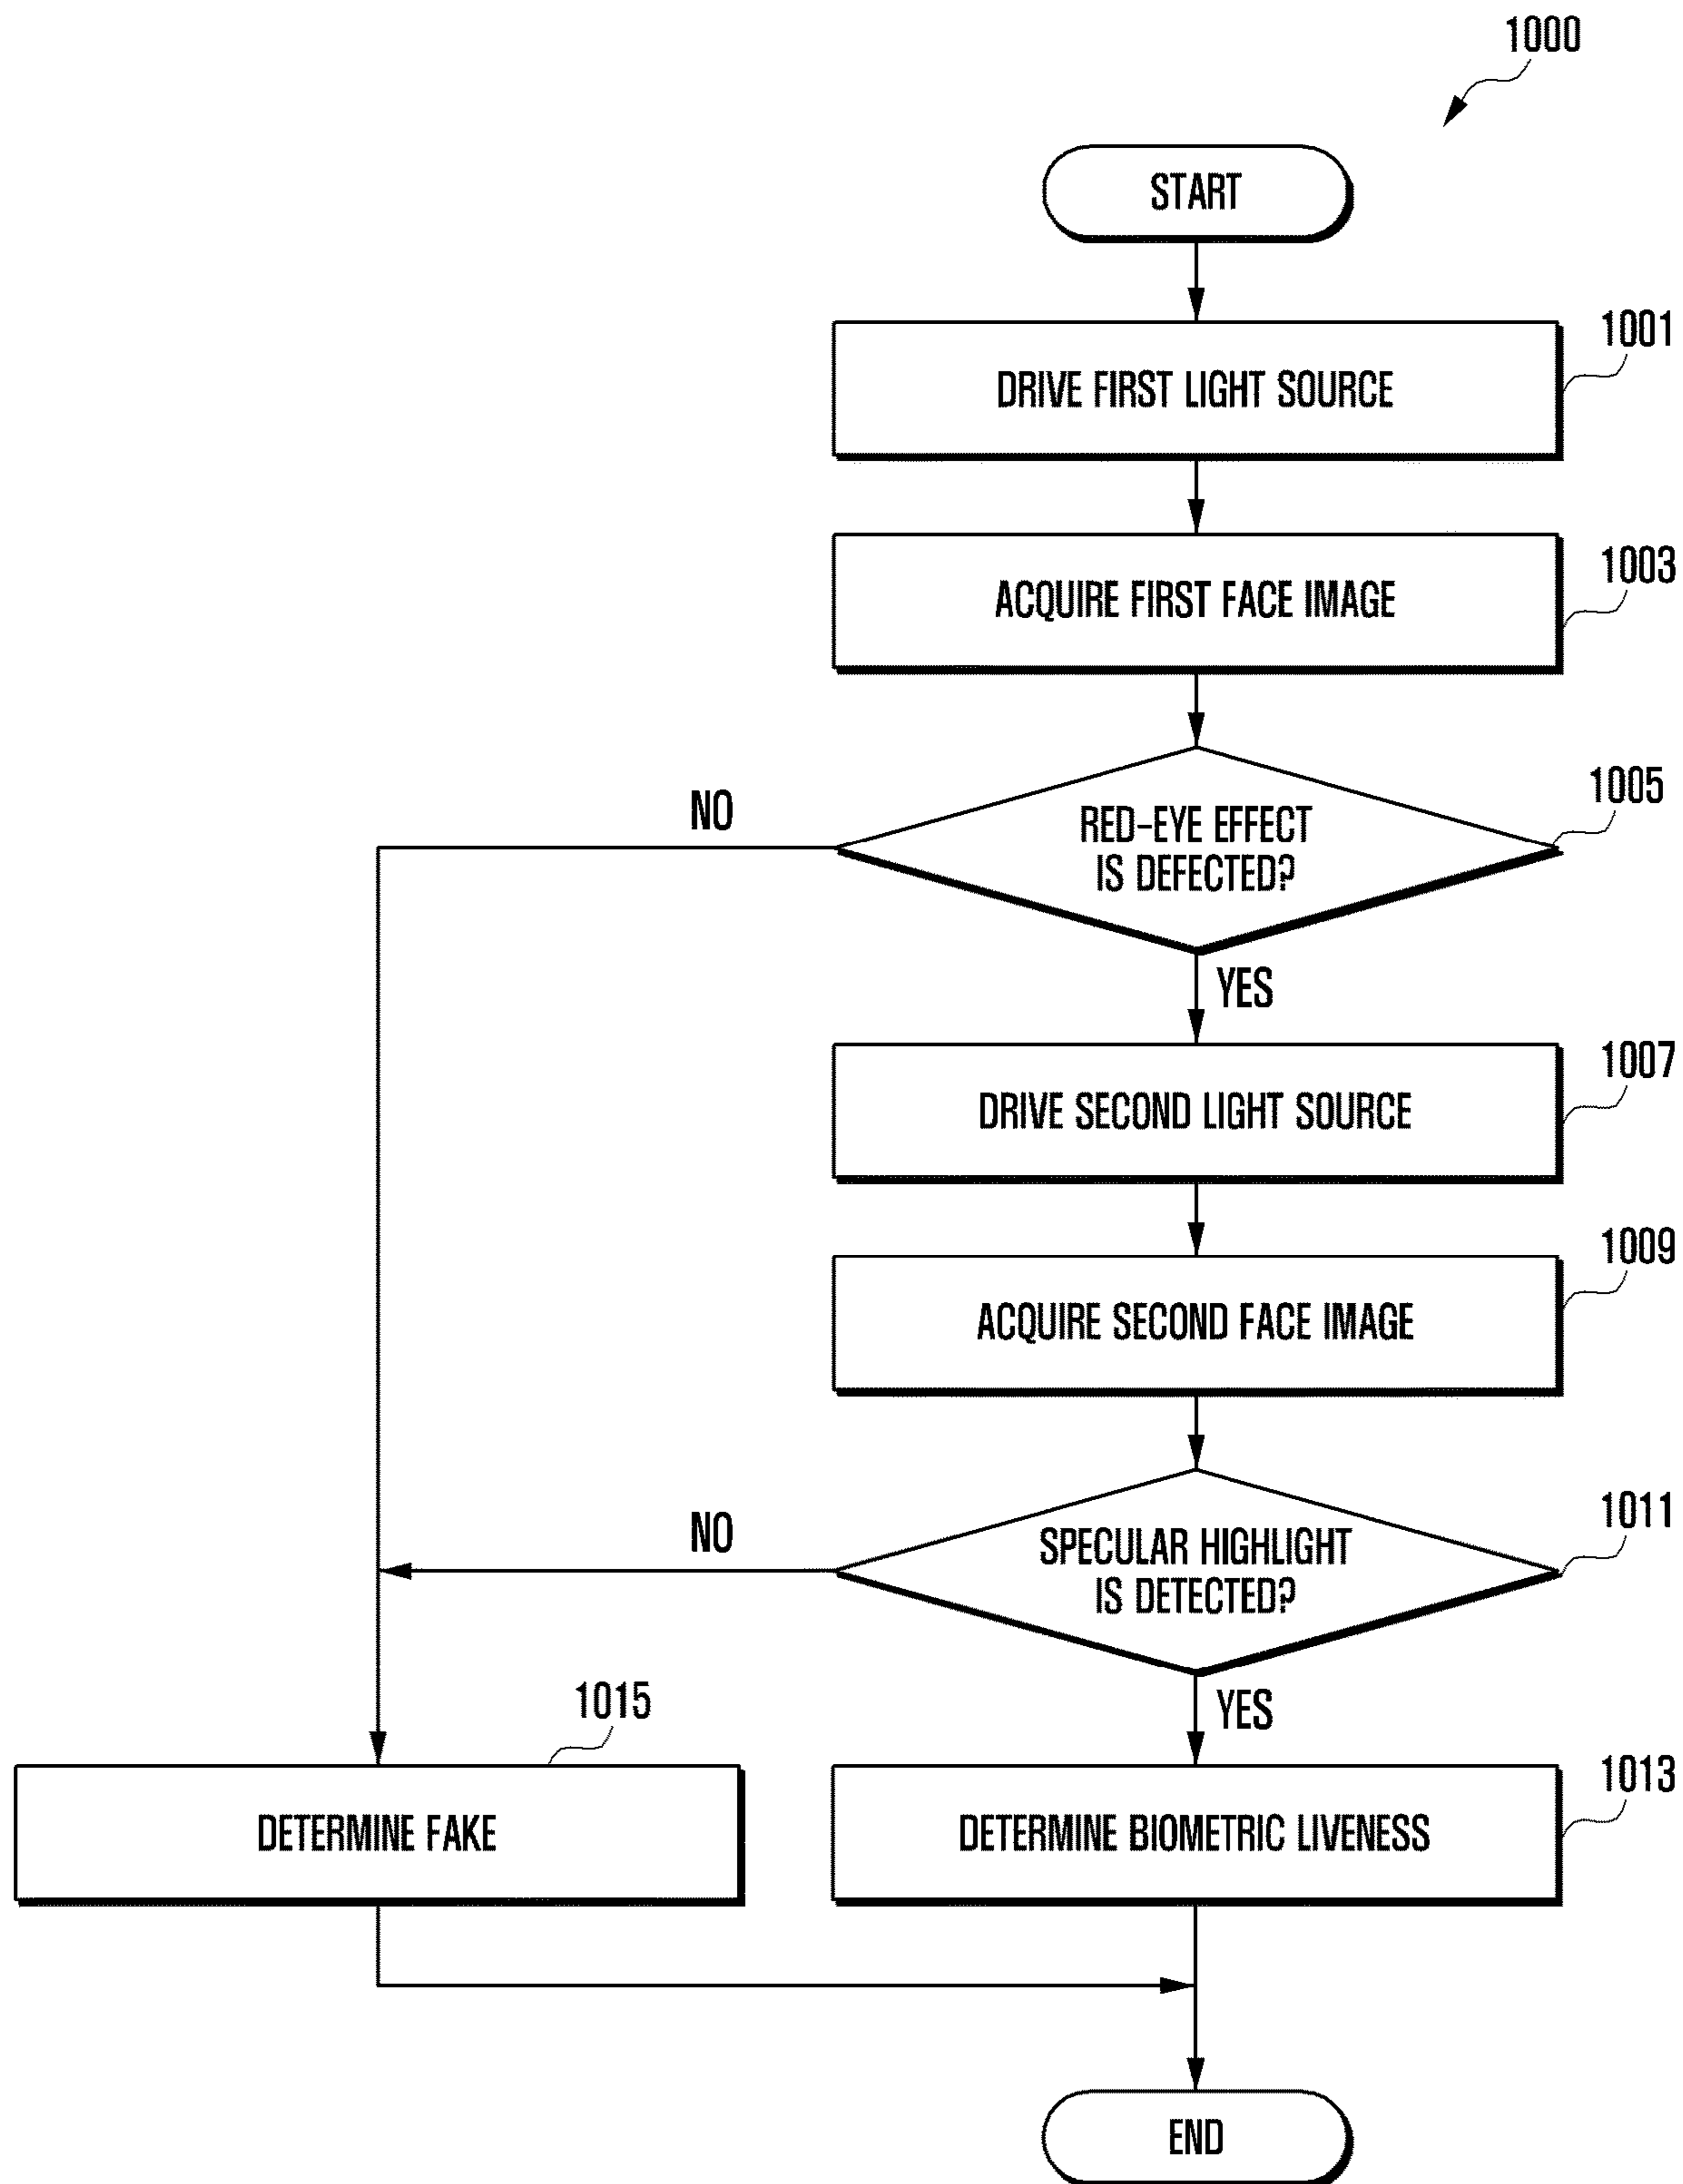 1000
START
1001
DRIVE FIRST LIGHT SOURCE
1003
ACQUIRE FIRST FACE IMAGE
1005
NO
RED-EYE EFFECT
IS DEFECTED?
YES
1007
DRIVE SECOND LIGHT SOURCE
1009
ACQUIRE SECOND FACE IMAGE
1011
NO
SPECULAR HIGHLIGHT
IS DETECTED?
YES
1015
1013
DETERMINE FAKE
DETERMINE BIOMETRIC LIVENESS
END